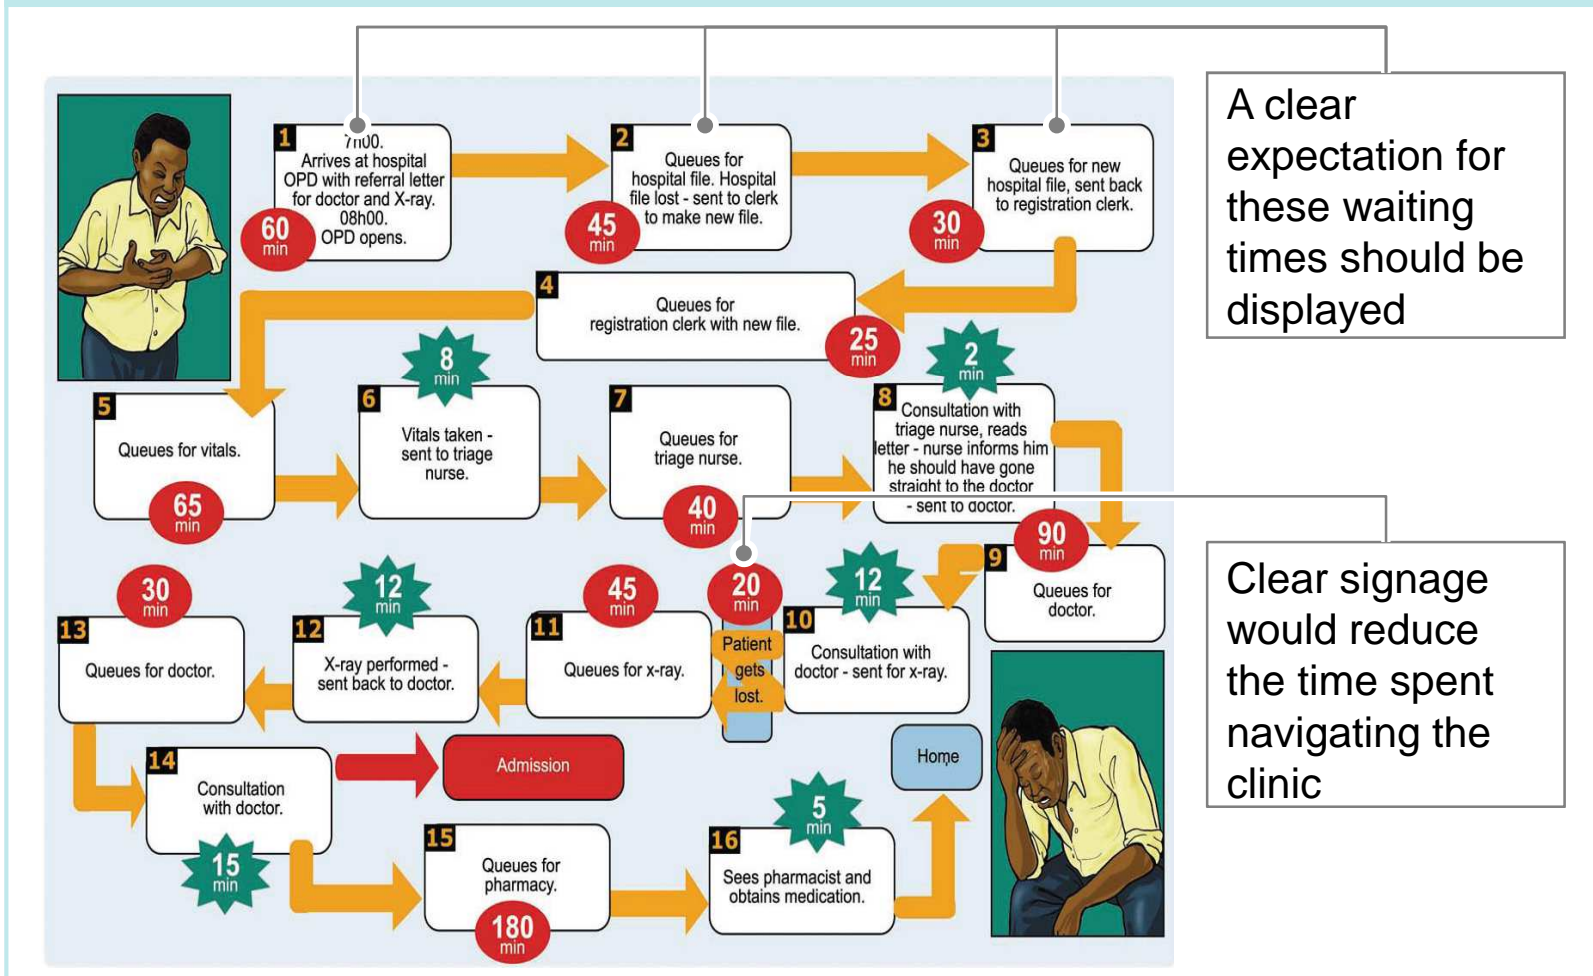 1
7h00.
Arrives at hospital
OPD with referral letter
for doctor and X-ray.
08h00.
OPD opens.
60
min
2
Queues for
hospital file. Hospital
file lost - sent to clerk
to make new file.
45
min
3
Queues for new
hospital file, sent back
to registration clerk.
30
min
A clear
expectation for
these waiting
times should be
displayed
4
Queues for
registration clerk with new file.
25
min
5
Queues for vitals.
65
min
6
8
min
Vitals taken -
sent to triage
nurse.
7
Queues for
triage nurse.
40
min
8
2
min
Consultation with
triage nurse, reads
letter - nurse informs him
he should have gone
straight to the doctor
- sent to doctor.
9
90
min
Queues for
doctor.
Clear signage
would reduce
the time spent
navigating the
clinic
10
12
min
Consultation with
doctor - sent for x-ray.
20
min
Patient
gets
lost.
11
45
min
Queues for x-ray.
12
12
min
X-ray performed -
sent back to doctor.
13
30
min
Queues for doctor.
14
Consultation
with doctor.
15
min
Admission
15
Queues for
pharmacy.
180
min
16
5
min
Sees pharmacist and
obtains medication.
Home